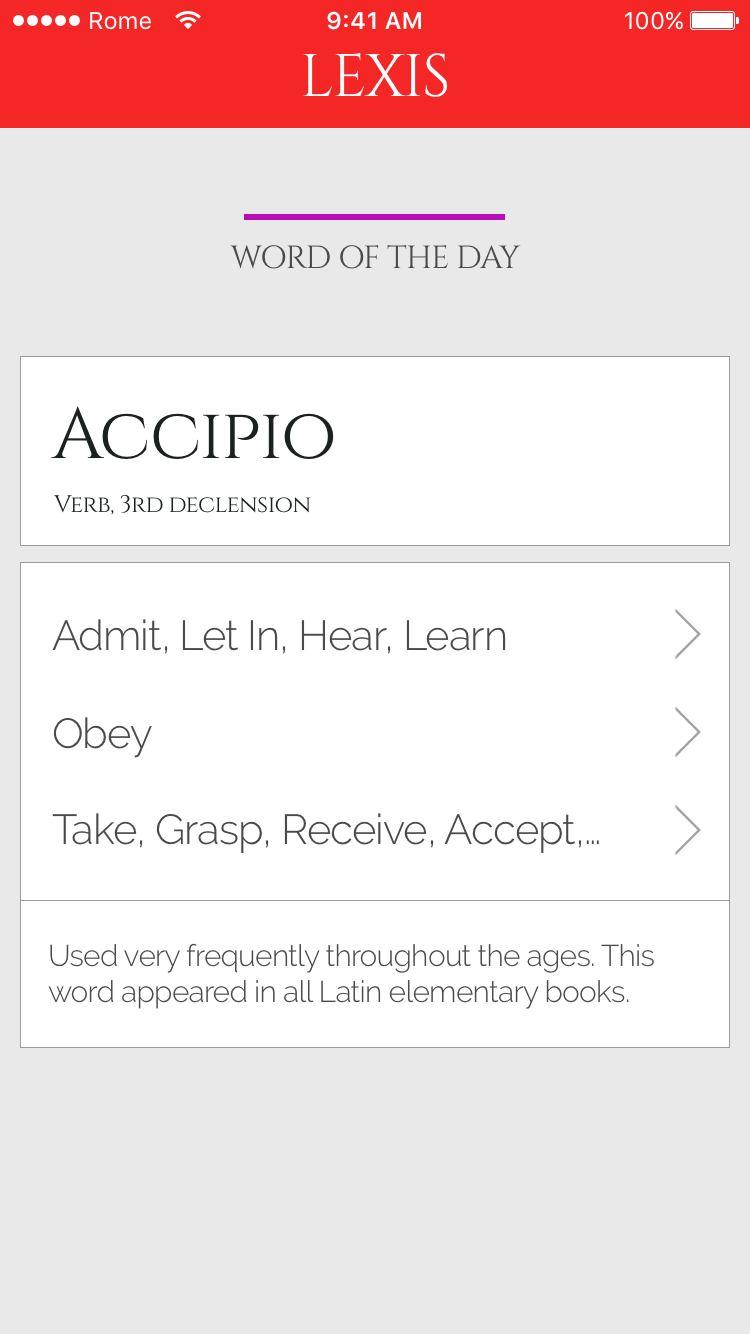 Rome 9:41 AM 100%
LEXIS
WORD OF THE DAY
Accipio
Verb, 3rd declension
Admit, Let In, Hear, Learn
Obey
Take, Grasp, Receive, Accept,...
Used very frequently throughout the ages. This
word appeared in all Latin elementary books.